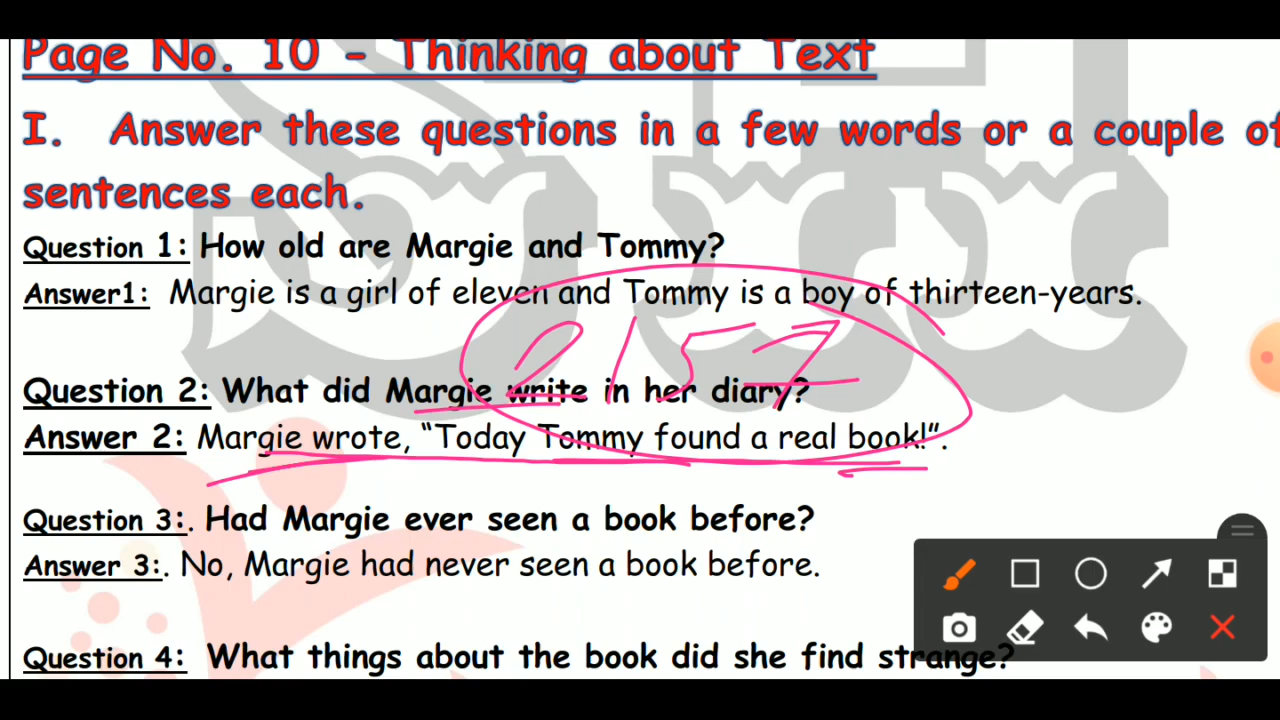 Page No. 10 - Thinking about Text
I. Answer these questions in a few words or a couple of
sentences each.
Question 1: How old are Margie and Tommy?
Answer1: Margie is a girl of eleven and Tommy is a boy of thirteen-years.
2157
Question 2: What did Margie write in her diary?
Answer 2: Margie wrote, “Today Tommy found a real book!”.
Question 3:. Had Margie ever seen a book before?
Answer 3:. No, Margie had never seen a book before.
Question 4: What things about the book did she find strange?